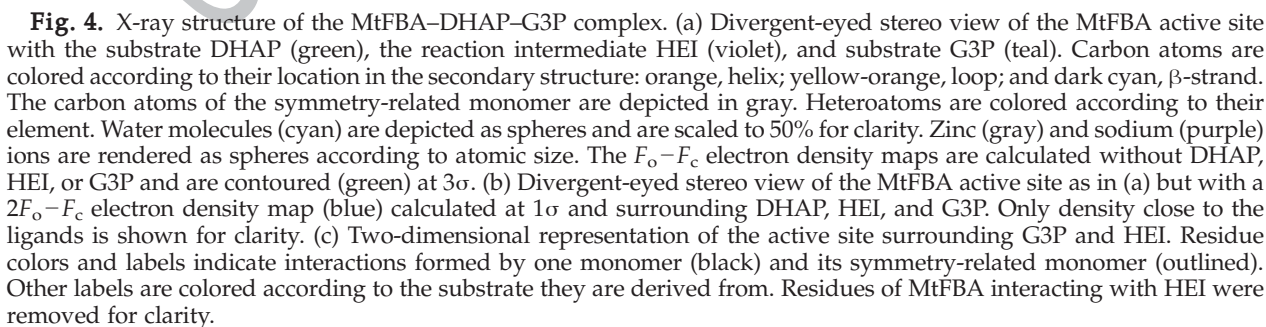 Fig. 4. X-ray structure of the MtFBA–DHAP–G3P complex. (a) Divergent-eyed stereo view of the MtFBA active site
with the substrate DHAP (green), the reaction intermediate HEI (violet), and substrate G3P (teal). Carbon atoms are
colored according to their location in the secondary structure: orange, helix; yellow-orange, loop; and dark cyan, β-strand.
The carbon atoms of the symmetry-related monomer are depicted in gray. Heteroatoms are colored according to their
element. Water molecules (cyan) are depicted as spheres and are scaled to 50% for clarity. Zinc (gray) and sodium (purple)
ions are rendered as spheres according to atomic size. The Fo−Fc electron density maps are calculated without DHAP,
HEI, or G3P and are contoured (green) at 3σ. (b) Divergent-eyed stereo view of the MtFBA active site as in (a) but with a
2Fo−Fc electron density map (blue) calculated at 1σ and surrounding DHAP, HEI, and G3P. Only density close to the
ligands is shown for clarity. (c) Two-dimensional representation of the active site surrounding G3P and HEI. Residue
colors and labels indicate interactions formed by one monomer (black) and its symmetry-related monomer (outlined).
Other labels are colored according to the substrate they are derived from. Residues of MtFBA interacting with HEI were
removed for clarity.